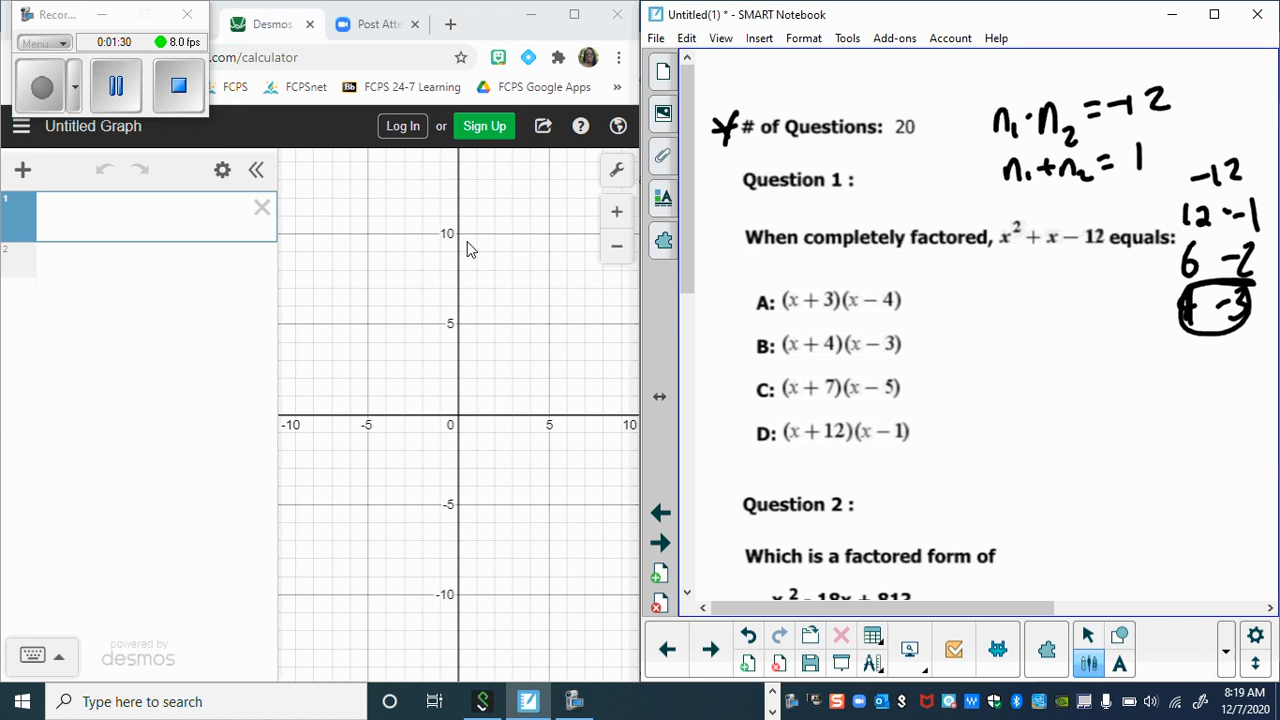 Recor...
Menu
0:01:30
8.0 fps
Desmos
Post Atte
.com/calculator
FCPS
FCPSnet
Bb
FCPS 24-7 Learning
FCPS Google Apps
Untitled Graph
Log In
or
Sign Up
1
2
10
5
-10
-5
0
5
10
-5
-10
powered by
desmos
Untitled(1) * - SMART Notebook
File
Edit
View
Insert
Format
Tools
Add-ons
Account
Help
# of Questions: 20
n₁·n₂ = -12
n₁+n₂ = 1
Question 1 :
-12
12 -1
6 -2
-3
When completely factored, x² + x − 12 equals:
A: (x + 3)(x − 4)
B: (x + 4)(x − 3)
C: (x + 7)(x − 5)
D: (x + 12)(x − 1)
Question 2 :
Which is a factored form of
Type here to search
8:19 AM
12/7/2020